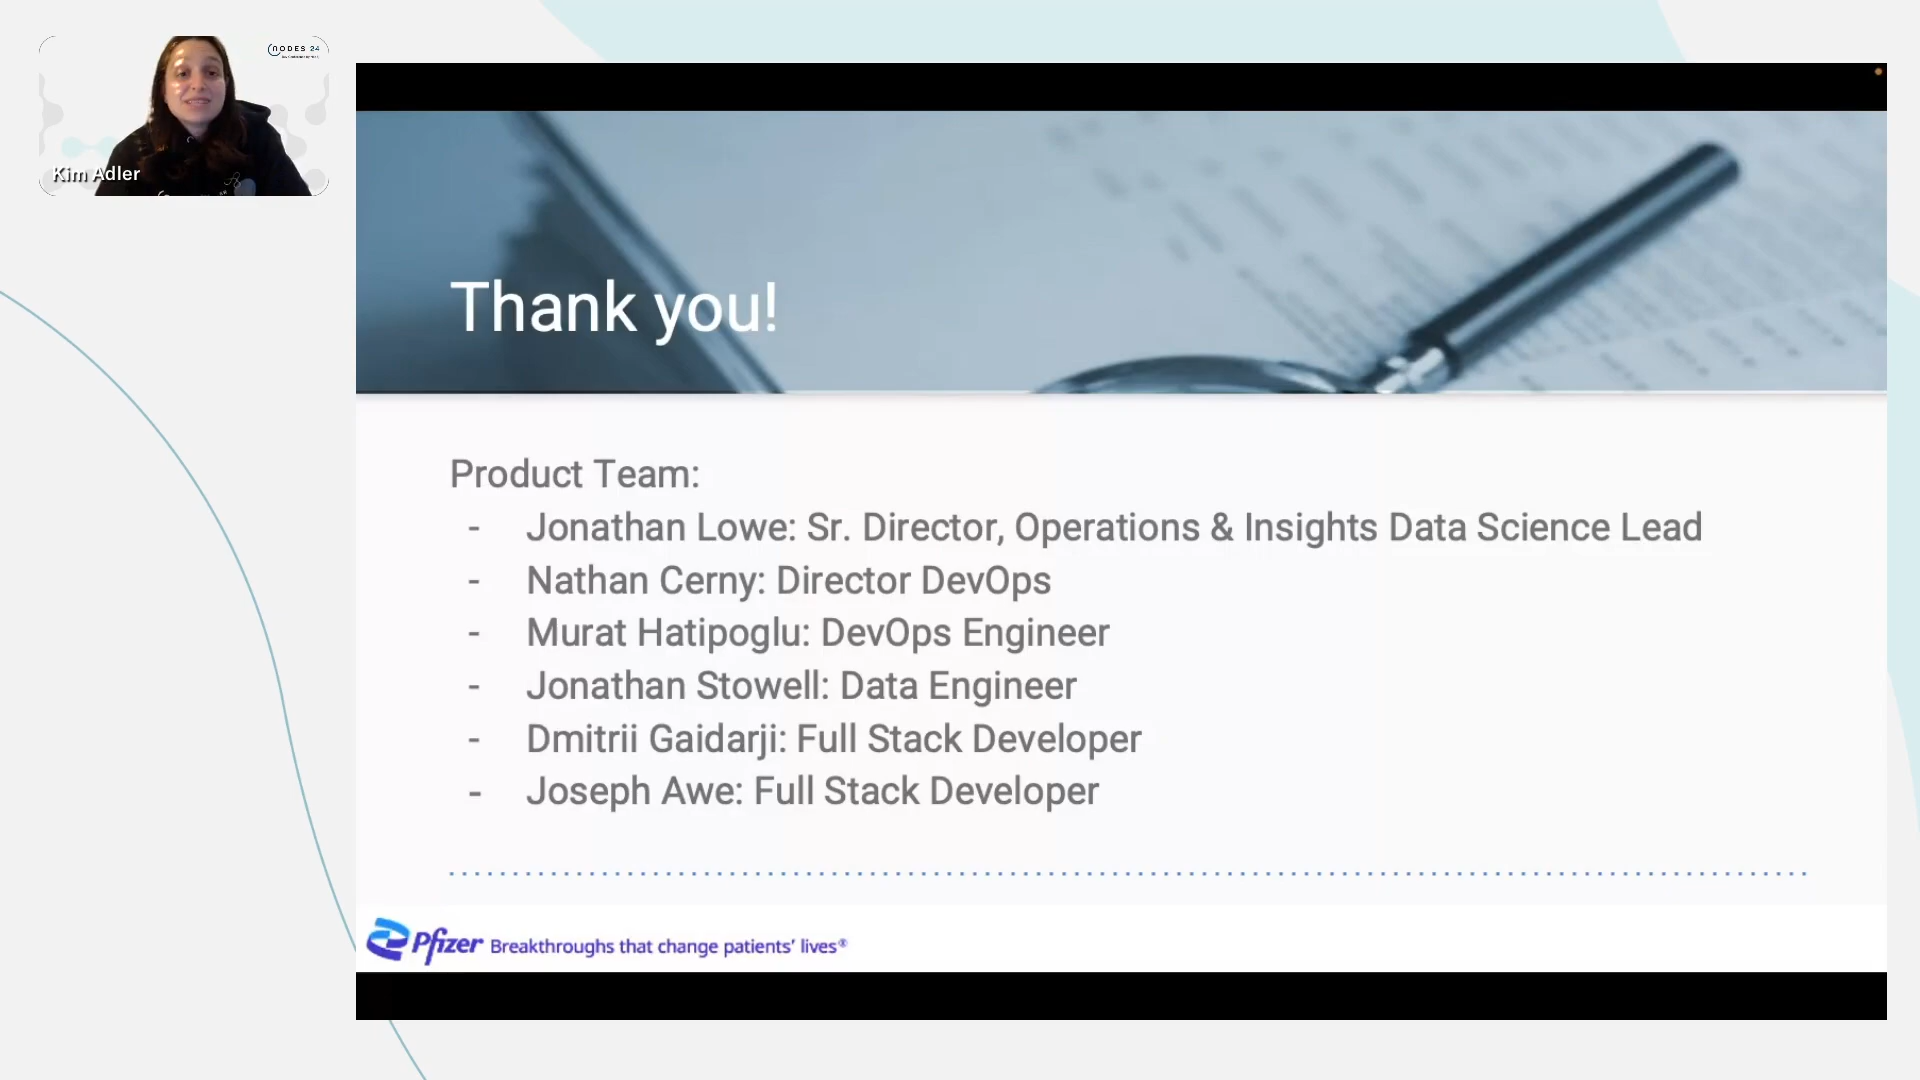 NODES 24
Kim Adler
Thank you!
Product Team:
- Jonathan Lowe: Sr. Director, Operations & Insights Data Science Lead
- Nathan Cerny: Director DevOps
- Murat Hatipoglu: DevOps Engineer
- Jonathan Stowell: Data Engineer
- Dmitrii Gaidarji: Full Stack Developer
- Joseph Awe: Full Stack Developer
Pfizer Breakthroughs that change patients’ lives®